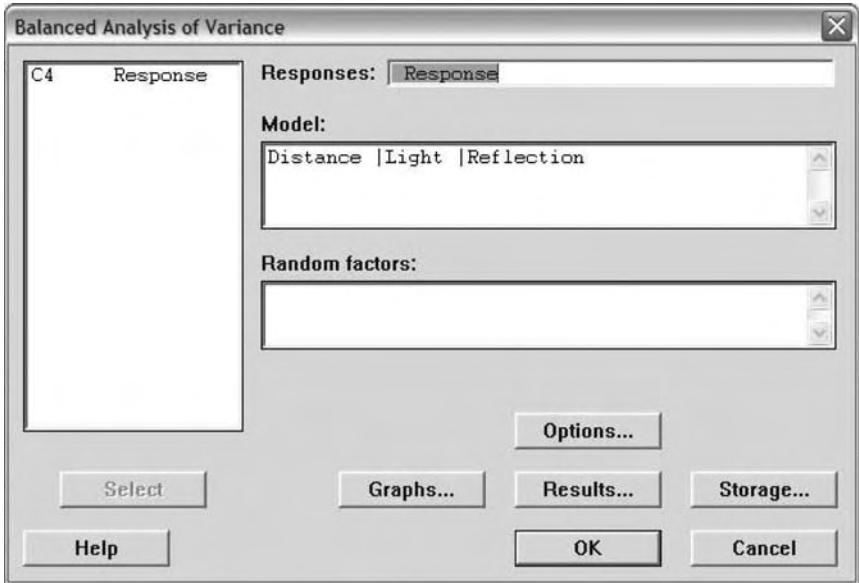 Balanced Analysis of Variance
C4 Response
Responses: Response
Model:
Distance |Light |Reflection
Random factors:
Options...
Select Graphs... Results... Storage...
Help OK Cancel